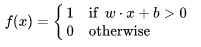 f(x) = { 1 if w · x + b > 0
0 otherwise